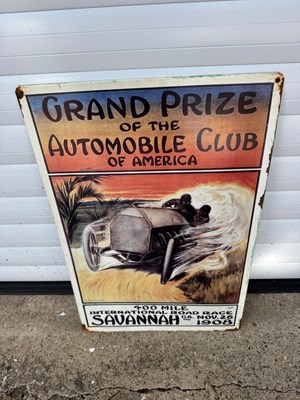 GRAND PRIZE
OF THE
AUTOMOBILE CLUB
OF AMERICA
400 MILE
INTERNATIONAL ROAD RACE
SAVANNAH GA. NOV. 26 1908